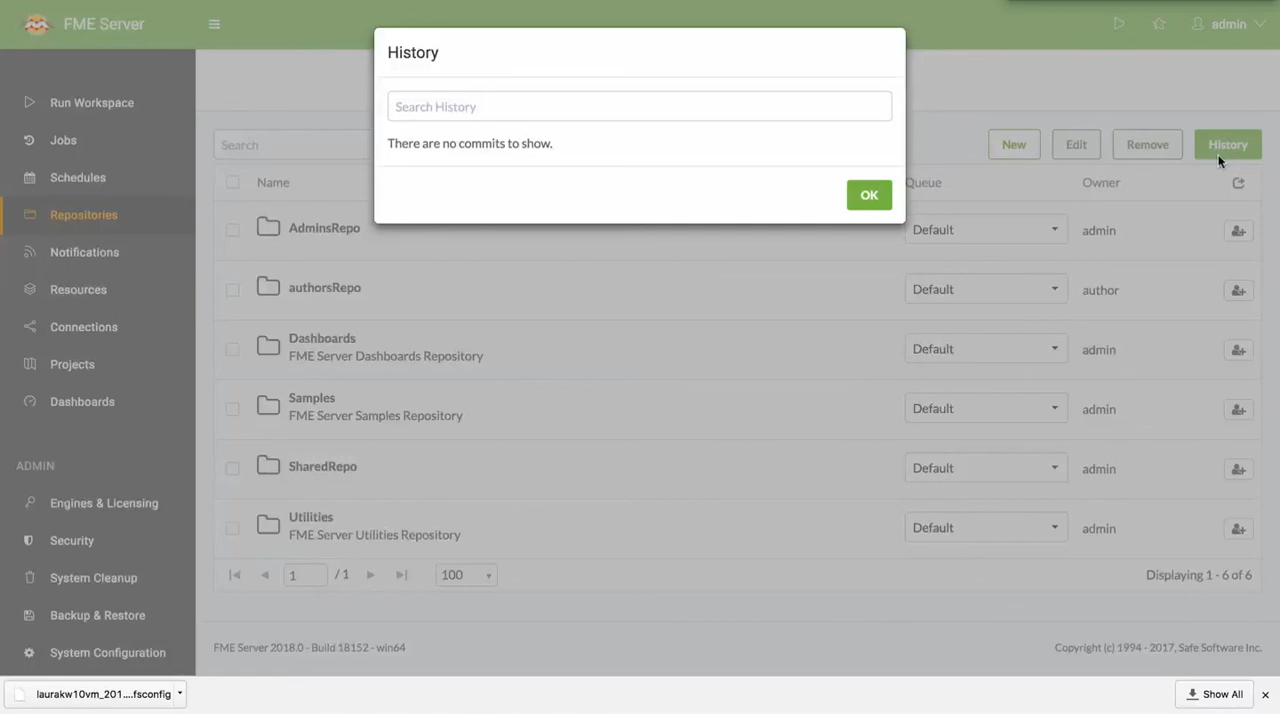 FME Server
admin
History
Search History
There are no commits to show.
OK
Run Workspace
Jobs
Schedules
Repositories
Notifications
Resources
Connections
Projects
Dashboards
ADMIN
Engines & Licensing
Security
System Cleanup
Backup & Restore
System Configuration
Search
New
Edit
Remove
History
Name
Queue
Owner
AdminsRepo
Default
admin
authorsRepo
Default
author
Dashboards
FME Server Dashboards Repository
Default
admin
Samples
FME Server Samples Repository
Default
admin
SharedRepo
Default
admin
Utilities
FME Server Utilities Repository
Default
admin
1 / 1
100
Displaying 1 - 6 of 6
FME Server 2018.0 - Build 18152 - win64
Copyright (c) 1994 - 2017, Safe Software Inc.
laurakw10vm_201....fsconfig
Show All